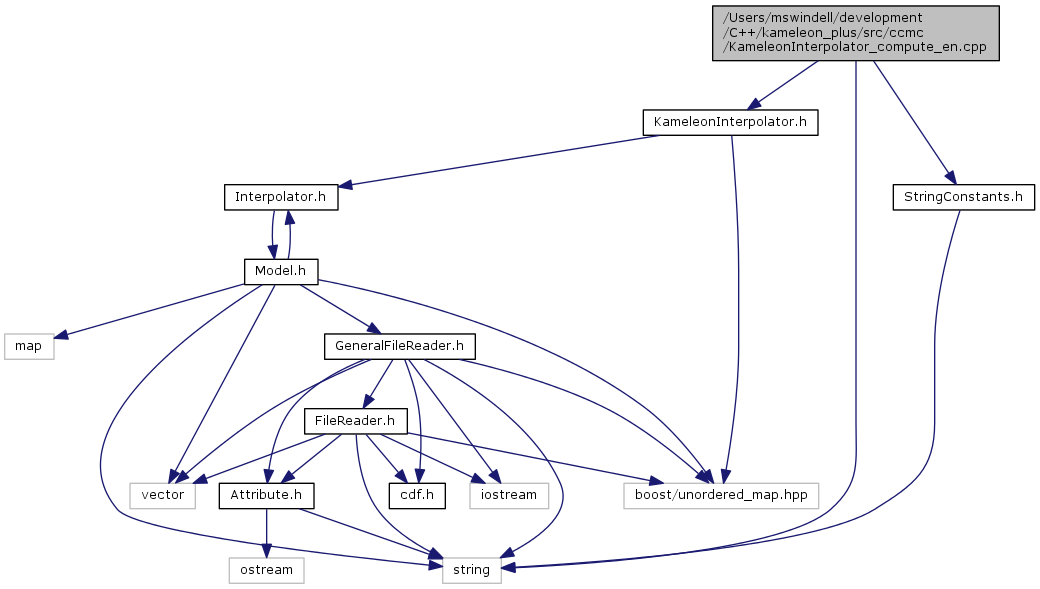 /Users/mswindell/development
/C++/kameleon_plus/src/ccmc
/KameleonInterpolator_compute_en.cpp
KameleonInterpolator.h
Interpolator.h
StringConstants.h
Model.h
map
GeneralFileReader.h
FileReader.h
vector
Attribute.h
cdf.h
iostream
boost/unordered_map.hpp
ostream
string